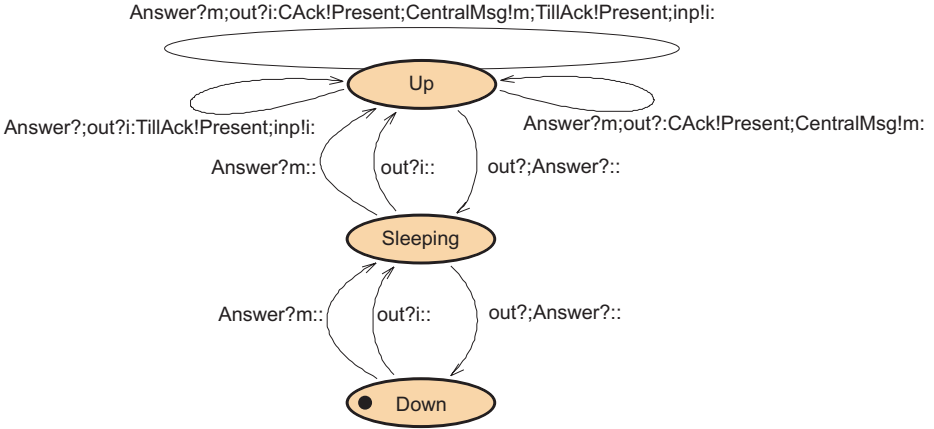 Answer?m;out?i:CAck!Present;CentralMsg!m;TillAck!Present;inp!i:
Up
Answer?;out?i:TillAck!Present;inp!i:
Answer?m;out?:CAck!Present;CentralMsg!m:
Answer?m::
out?i::
out?;Answer?::
Sleeping
Answer?m::
out?i::
out?;Answer?::
Down